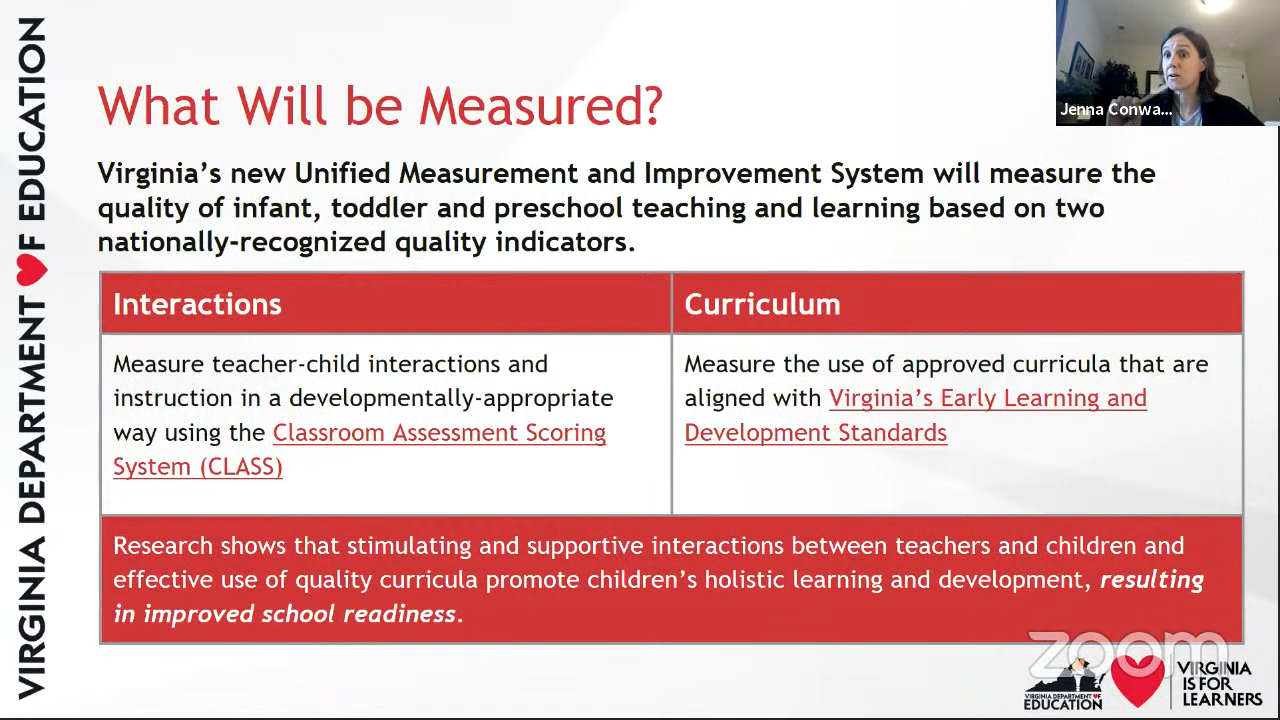 VIRGINIA DEPARTMENT OF EDUCATION
What Will be Measured?
Jenna Conwa...
Virginia's new Unified Measurement and Improvement System will measure the
quality of infant, toddler and preschool teaching and learning based on two
nationally-recognized quality indicators.
Interactions
Measure teacher-child interactions and
instruction in a developmentally-appropriate
way using the Classroom Assessment Scoring
System (CLASS)
Curriculum
Measure the use of approved curricula that are
aligned with Virginia's Early Learning and
Development Standards
Research shows that stimulating and supportive interactions between teachers and children and
effective use of quality curricula promote children's holistic learning and development, resulting
in improved school readiness.
zoom
VIRGINIA DEPARTMENT OF
EDUCATION
VIRGINIA
IS FOR
LEARNERS